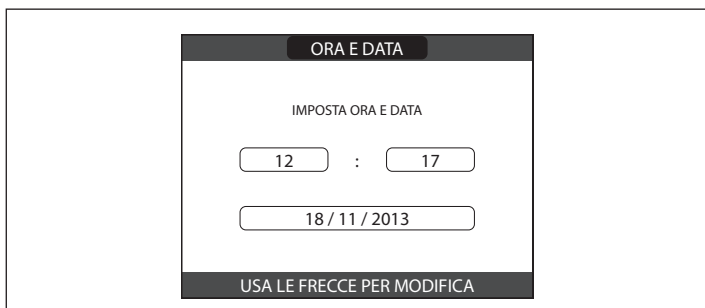 ORA E DATA
IMPOSTA ORA E DATA
12 : 17
18 / 11 / 2013
USA LE FRECCE PER MODIFICA